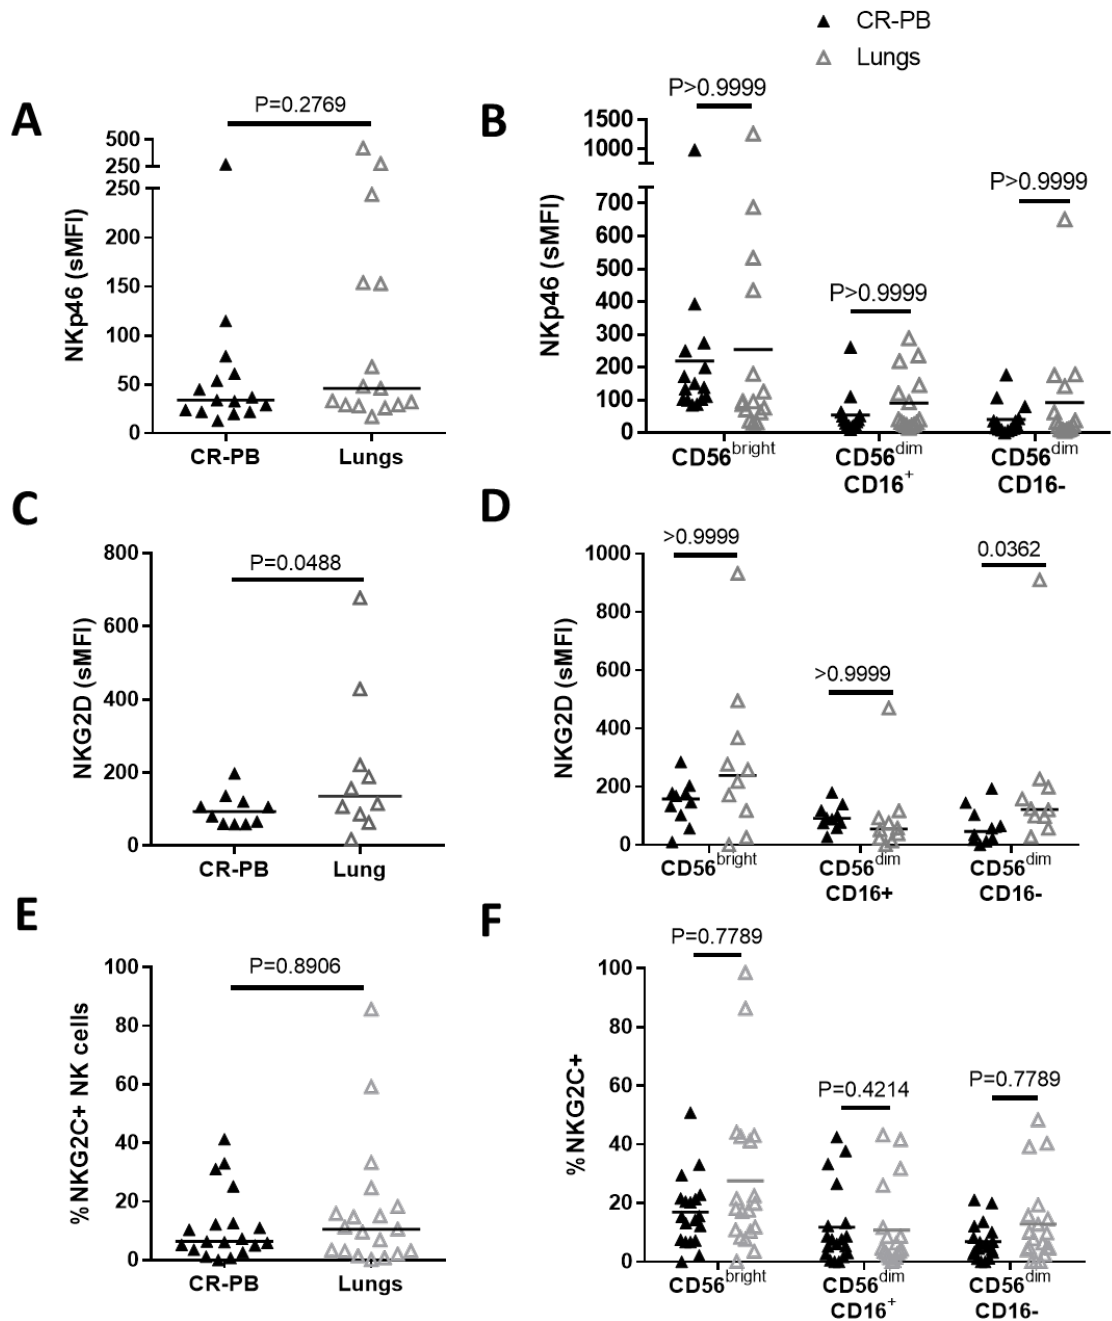 CR-PB
Lungs
A
P=0.2769
NKp46 (sMFI)
500
250
250
200
150
100
50
0
CR-PB Lungs
B
P>0.9999
P>0.9999
P>0.9999
NKp46 (sMFI)
1500
1000
700
600
500
400
300
200
100
0
CD56bright CD56dim CD56dim
CD16+ CD16-
C
P=0.0488
NKG2D (sMFI)
800
600
400
200
0
CR-PB Lung
D
>0.9999
0.0362
>0.9999
NKG2D (sMFI)
1000
800
600
400
200
0
CD56bright CD56dim CD56dim
CD16+ CD16-
E
P=0.8906
%NKG2C+ NK cells
100
80
60
40
20
0
CR-PB Lungs
F
P=0.7789
P=0.4214
P=0.7789
%NKG2C+
100
80
60
40
20
0
CD56bright CD56dim CD56dim
CD16+ CD16-